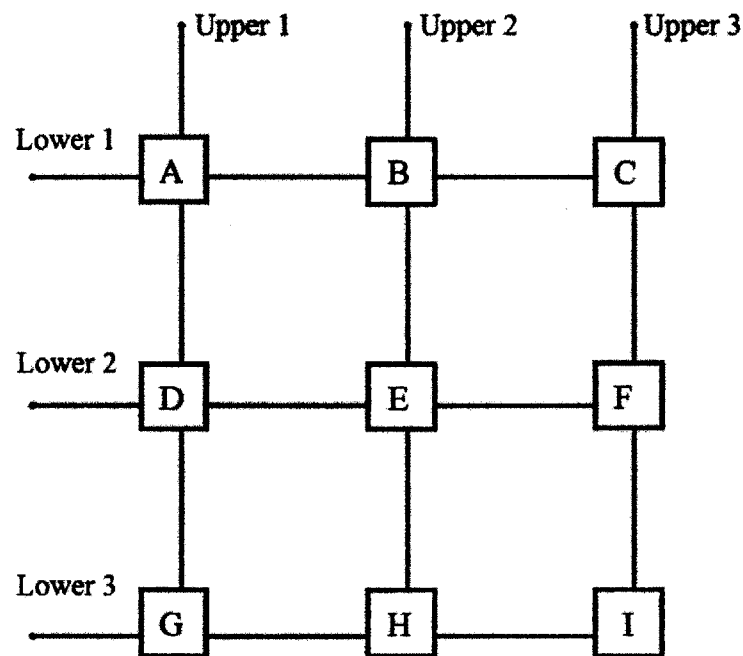 Upper 1 Upper 2 Upper 3
Lower 1
A B C
Lower 2
D E F
Lower 3
G H I